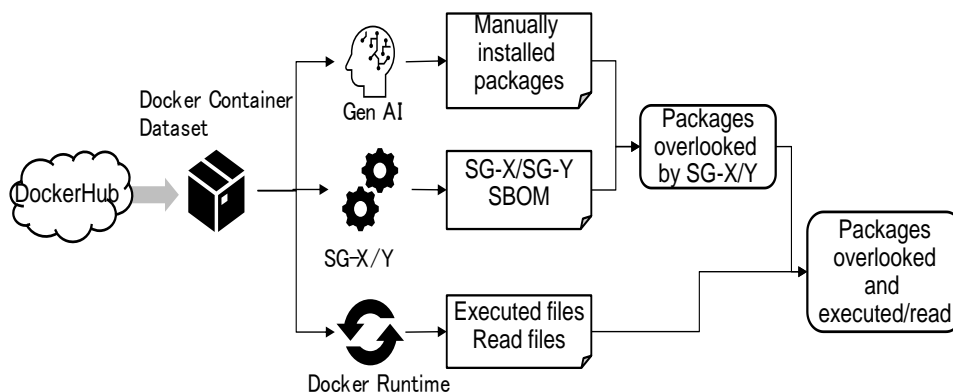 DockerHub
Docker Container
Dataset
Gen AI
Manually
installed
packages
SG-X/Y
SG-X/SG-Y
SBOM
Docker Runtime
Executed files
Read files
Packages
overlooked
by SG-X/Y
Packages
overlooked
and
executed/read